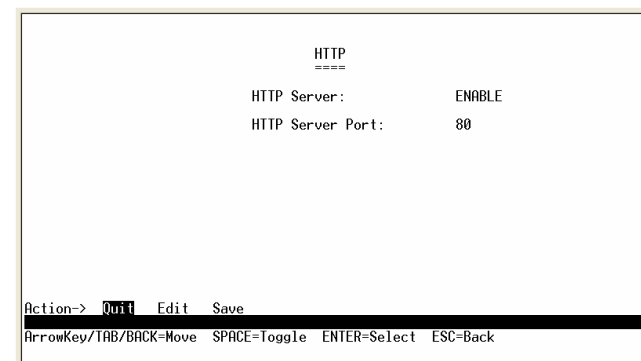 HTTP
====
HTTP Server: ENABLE
HTTP Server Port: 80
Action-> Quit Edit Save
ArrowKey/TAB/BACK=Move SPACE=Toggle ENTER=Select ESC=Back